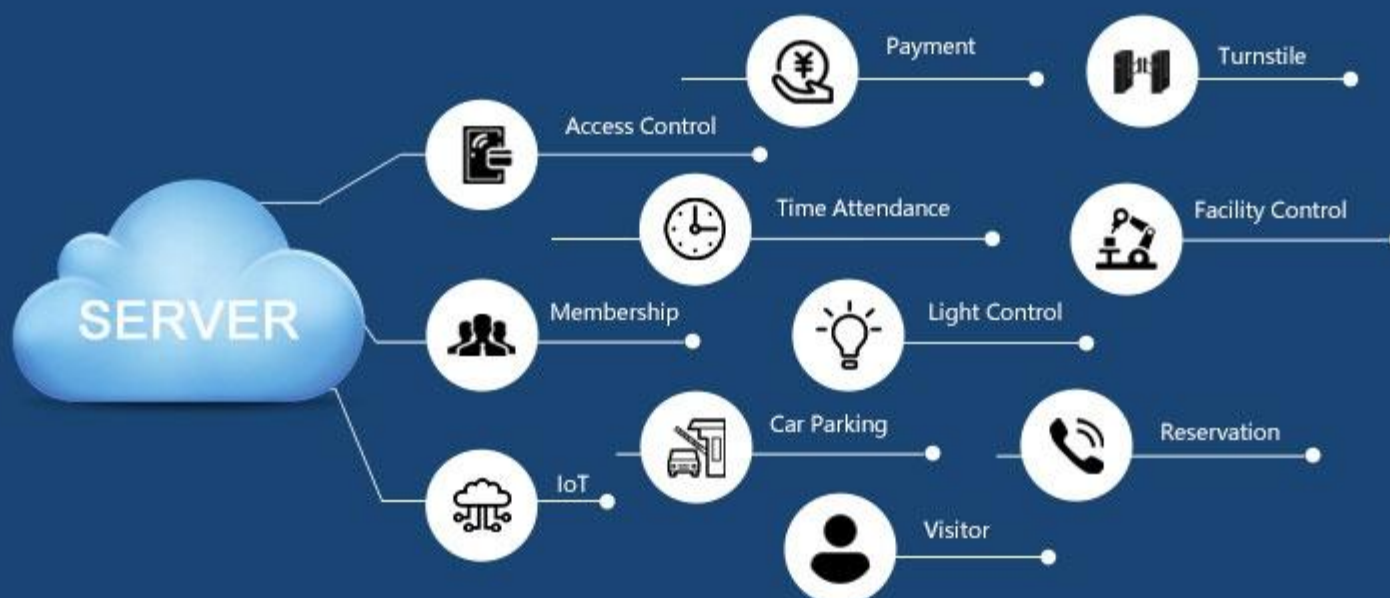 Payment
Turnstile
Access Control
Time Attendance
Facility Control
SERVER
Membership
Light Control
Car Parking
Reservation
IoT
Visitor